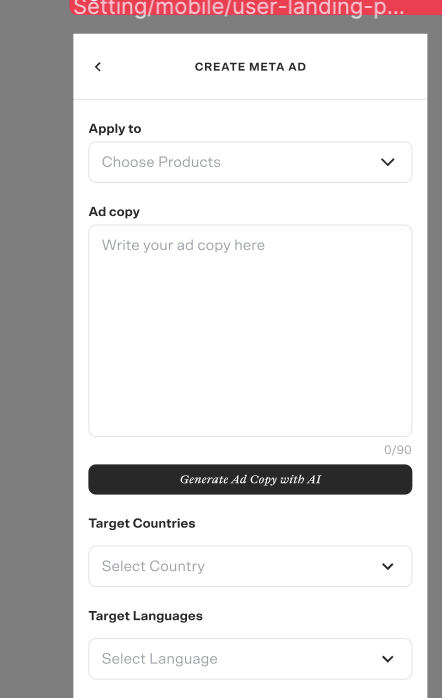 Setting/mobile/user-landing-p...
CREATE META AD
Apply to
Choose Products
Ad copy
Write your ad copy here
0/90
Generate Ad Copy with AI
Target Countries
Select Country
Target Languages
Select Language